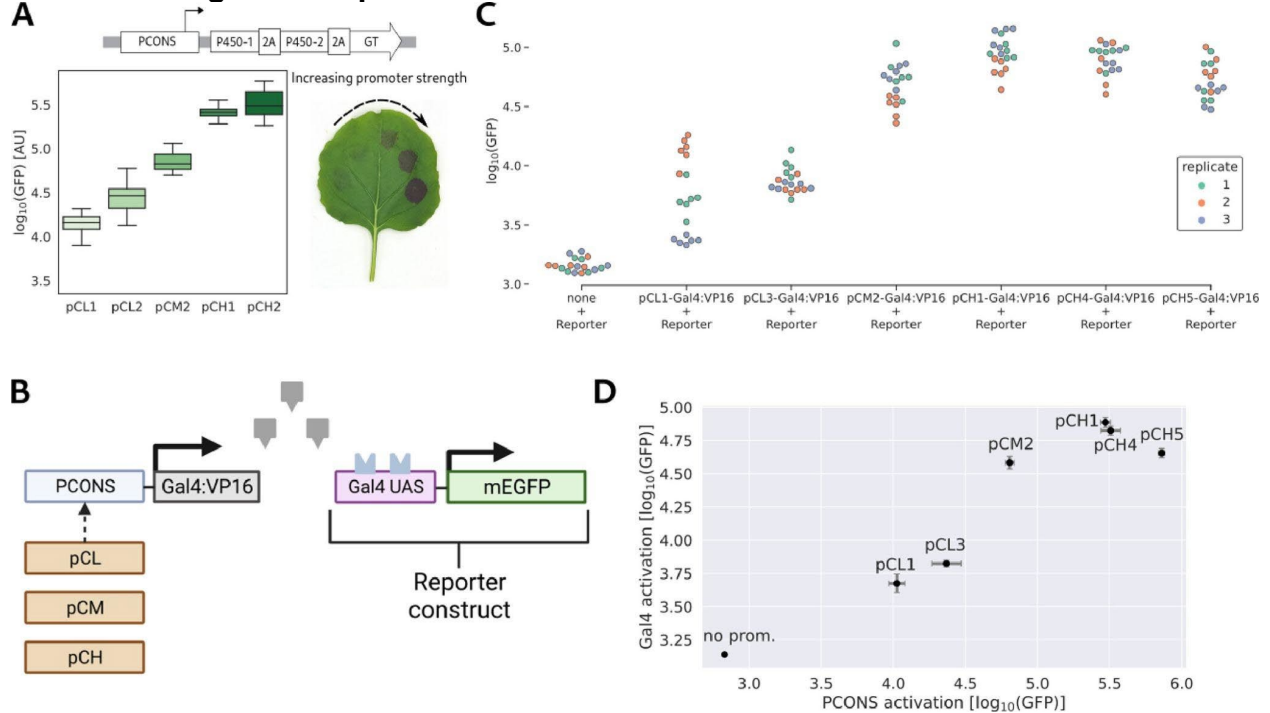 A
PCONS P450-1 2A P450-2 2A GT
Increasing promoter strength
log₁₀(GFP) [AU]
5.5
5.0
4.5
4.0
3.5
pCL1 pCL2 pCM2 pCH1 pCH2
C
log₁₀(GFP)
5.0
4.5
4.0
3.5
3.0
replicate
1
2
3
none pCL1-Gal4:VP16 pCL3-Gal4:VP16 pCM2-Gal4:VP16 pCH1-Gal4:VP16 pCH4-Gal4:VP16 pCH5-Gal4:VP16
+ + + + + + +
Reporter Reporter Reporter Reporter Reporter Reporter Reporter
B
PCONS Gal4:VP16 Gal4 UAS mEGFP
pCL
pCM
pCH
Reporter
construct
D
Gal4 activation [log₁₀(GFP)]
5.00
4.75
4.50
4.25
4.00
3.75
3.50
3.25
pCH1
pCH4
pCH5
pCM2
pCL3
pCL1
no prom.
3.0 3.5 4.0 4.5 5.0 5.5 6.0
PCONS activation [log₁₀(GFP)]